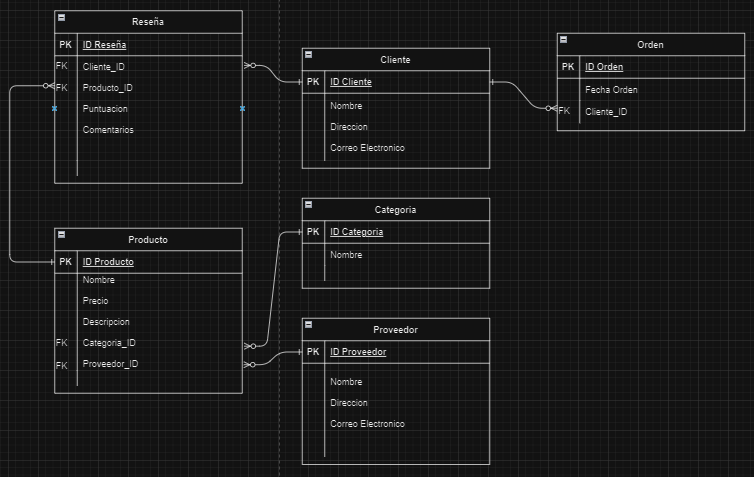 Reseña
PK ID Reseña
FK Cliente_ID
FK Producto_ID
Puntuacion
Comentarios
Cliente
PK ID Cliente
Nombre
Direccion
Correo Electronico
Orden
PK ID Orden
Fecha Orden
FK Cliente_ID
Producto
PK ID Producto
Nombre
Precio
Descripcion
FK Categoria_ID
FK Proveedor_ID
Categoria
PK ID Categoria
Nombre
Proveedor
PK ID Proveedor
Nombre
Direccion
Correo Electronico